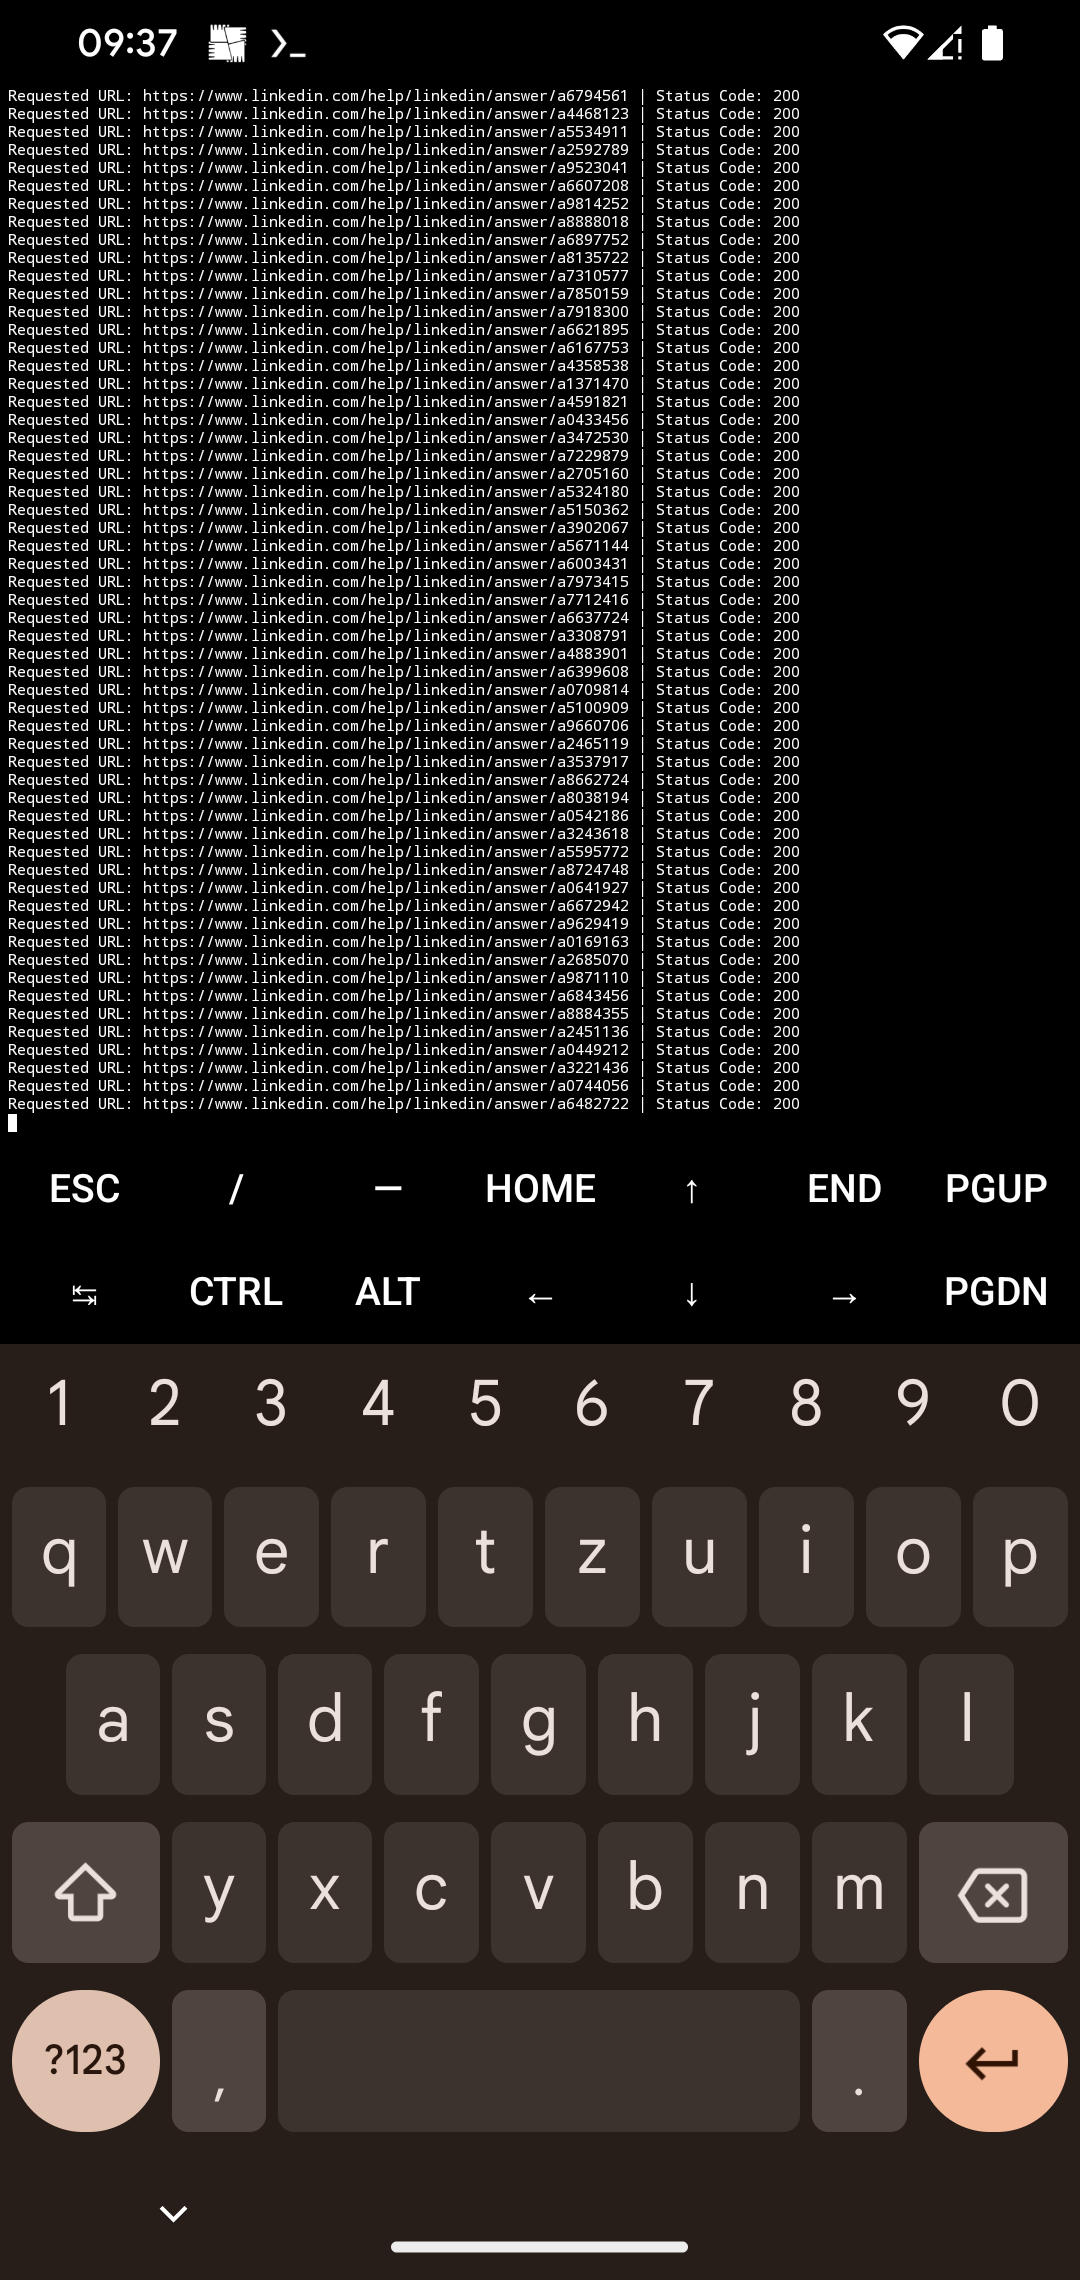 09:37
Requested URL: https://www.linkedin.com/help/linkedin/answer/a6794561 | Status Code: 200
Requested URL: https://www.linkedin.com/help/linkedin/answer/a4468123 | Status Code: 200
Requested URL: https://www.linkedin.com/help/linkedin/answer/a5534911 | Status Code: 200
Requested URL: https://www.linkedin.com/help/linkedin/answer/a2592789 | Status Code: 200
Requested URL: https://www.linkedin.com/help/linkedin/answer/a9523041 | Status Code: 200
Requested URL: https://www.linkedin.com/help/linkedin/answer/a6607208 | Status Code: 200
Requested URL: https://www.linkedin.com/help/linkedin/answer/a9814252 | Status Code: 200
Requested URL: https://www.linkedin.com/help/linkedin/answer/a8888018 | Status Code: 200
Requested URL: https://www.linkedin.com/help/linkedin/answer/a6897752 | Status Code: 200
Requested URL: https://www.linkedin.com/help/linkedin/answer/a8135722 | Status Code: 200
Requested URL: https://www.linkedin.com/help/linkedin/answer/a7310577 | Status Code: 200
Requested URL: https://www.linkedin.com/help/linkedin/answer/a7850159 | Status Code: 200
Requested URL: https://www.linkedin.com/help/linkedin/answer/a7918300 | Status Code: 200
Requested URL: https://www.linkedin.com/help/linkedin/answer/a6621895 | Status Code: 200
Requested URL: https://www.linkedin.com/help/linkedin/answer/a6167753 | Status Code: 200
Requested URL: https://www.linkedin.com/help/linkedin/answer/a4358538 | Status Code: 200
Requested URL: https://www.linkedin.com/help/linkedin/answer/a1371470 | Status Code: 200
Requested URL: https://www.linkedin.com/help/linkedin/answer/a4591821 | Status Code: 200
Requested URL: https://www.linkedin.com/help/linkedin/answer/a0433456 | Status Code: 200
Requested URL: https://www.linkedin.com/help/linkedin/answer/a3472530 | Status Code: 200
Requested URL: https://www.linkedin.com/help/linkedin/answer/a7229879 | Status Code: 200
Requested URL: https://www.linkedin.com/help/linkedin/answer/a2705160 | Status Code: 200
Requested URL: https://www.linkedin.com/help/linkedin/answer/a5324180 | Status Code: 200
Requested URL: https://www.linkedin.com/help/linkedin/answer/a5150362 | Status Code: 200
Requested URL: https://www.linkedin.com/help/linkedin/answer/a3902067 | Status Code: 200
Requested URL: https://www.linkedin.com/help/linkedin/answer/a5671144 | Status Code: 200
Requested URL: https://www.linkedin.com/help/linkedin/answer/a6003431 | Status Code: 200
Requested URL: https://www.linkedin.com/help/linkedin/answer/a7973415 | Status Code: 200
Requested URL: https://www.linkedin.com/help/linkedin/answer/a7712416 | Status Code: 200
Requested URL: https://www.linkedin.com/help/linkedin/answer/a6637724 | Status Code: 200
Requested URL: https://www.linkedin.com/help/linkedin/answer/a3308791 | Status Code: 200
Requested URL: https://www.linkedin.com/help/linkedin/answer/a4883901 | Status Code: 200
Requested URL: https://www.linkedin.com/help/linkedin/answer/a6399608 | Status Code: 200
Requested URL: https://www.linkedin.com/help/linkedin/answer/a0709814 | Status Code: 200
Requested URL: https://www.linkedin.com/help/linkedin/answer/a5100909 | Status Code: 200
Requested URL: https://www.linkedin.com/help/linkedin/answer/a9660706 | Status Code: 200
Requested URL: https://www.linkedin.com/help/linkedin/answer/a2465119 | Status Code: 200
Requested URL: https://www.linkedin.com/help/linkedin/answer/a3537917 | Status Code: 200
Requested URL: https://www.linkedin.com/help/linkedin/answer/a8662724 | Status Code: 200
Requested URL: https://www.linkedin.com/help/linkedin/answer/a8038194 | Status Code: 200
Requested URL: https://www.linkedin.com/help/linkedin/answer/a0542186 | Status Code: 200
Requested URL: https://www.linkedin.com/help/linkedin/answer/a3243618 | Status Code: 200
Requested URL: https://www.linkedin.com/help/linkedin/answer/a5595772 | Status Code: 200
Requested URL: https://www.linkedin.com/help/linkedin/answer/a8724748 | Status Code: 200
Requested URL: https://www.linkedin.com/help/linkedin/answer/a0641927 | Status Code: 200
Requested URL: https://www.linkedin.com/help/linkedin/answer/a6672942 | Status Code: 200
Requested URL: https://www.linkedin.com/help/linkedin/answer/a9629419 | Status Code: 200
Requested URL: https://www.linkedin.com/help/linkedin/answer/a0169163 | Status Code: 200
Requested URL: https://www.linkedin.com/help/linkedin/answer/a2685070 | Status Code: 200
Requested URL: https://www.linkedin.com/help/linkedin/answer/a9871110 | Status Code: 200
Requested URL: https://www.linkedin.com/help/linkedin/answer/a6843456 | Status Code: 200
Requested URL: https://www.linkedin.com/help/linkedin/answer/a8884355 | Status Code: 200
Requested URL: https://www.linkedin.com/help/linkedin/answer/a2451136 | Status Code: 200
Requested URL: https://www.linkedin.com/help/linkedin/answer/a0449212 | Status Code: 200
Requested URL: https://www.linkedin.com/help/linkedin/answer/a3221436 | Status Code: 200
Requested URL: https://www.linkedin.com/help/linkedin/answer/a0744056 | Status Code: 200
Requested URL: https://www.linkedin.com/help/linkedin/answer/a6482722 | Status Code: 200
ESC / — HOME ↑ END PGUP
↹ CTRL ALT ← ↓ → PGDN
1 2 3 4 5 6 7 8 9 0
q w e r t z u i o p
a s d f g h j k l
y x c v b n m
?123 , .